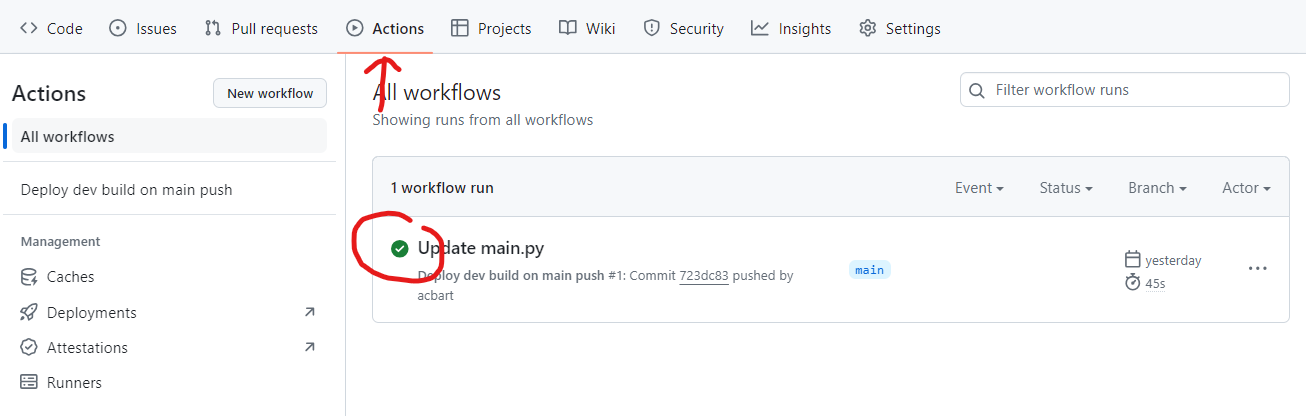 Code Issues Pull requests Actions Projects Wiki Security Insights Settings
Actions New workflow
All workflows
Deploy dev build on main push
Management
Caches
Deployments
Attestations
Runners
All workflows
Showing runs from all workflows
Filter workflow runs
1 workflow run Event Status Branch Actor
Update main.py
Deploy dev build on main push #1: Commit 723dc83 pushed by
acbart
main
yesterday
45s